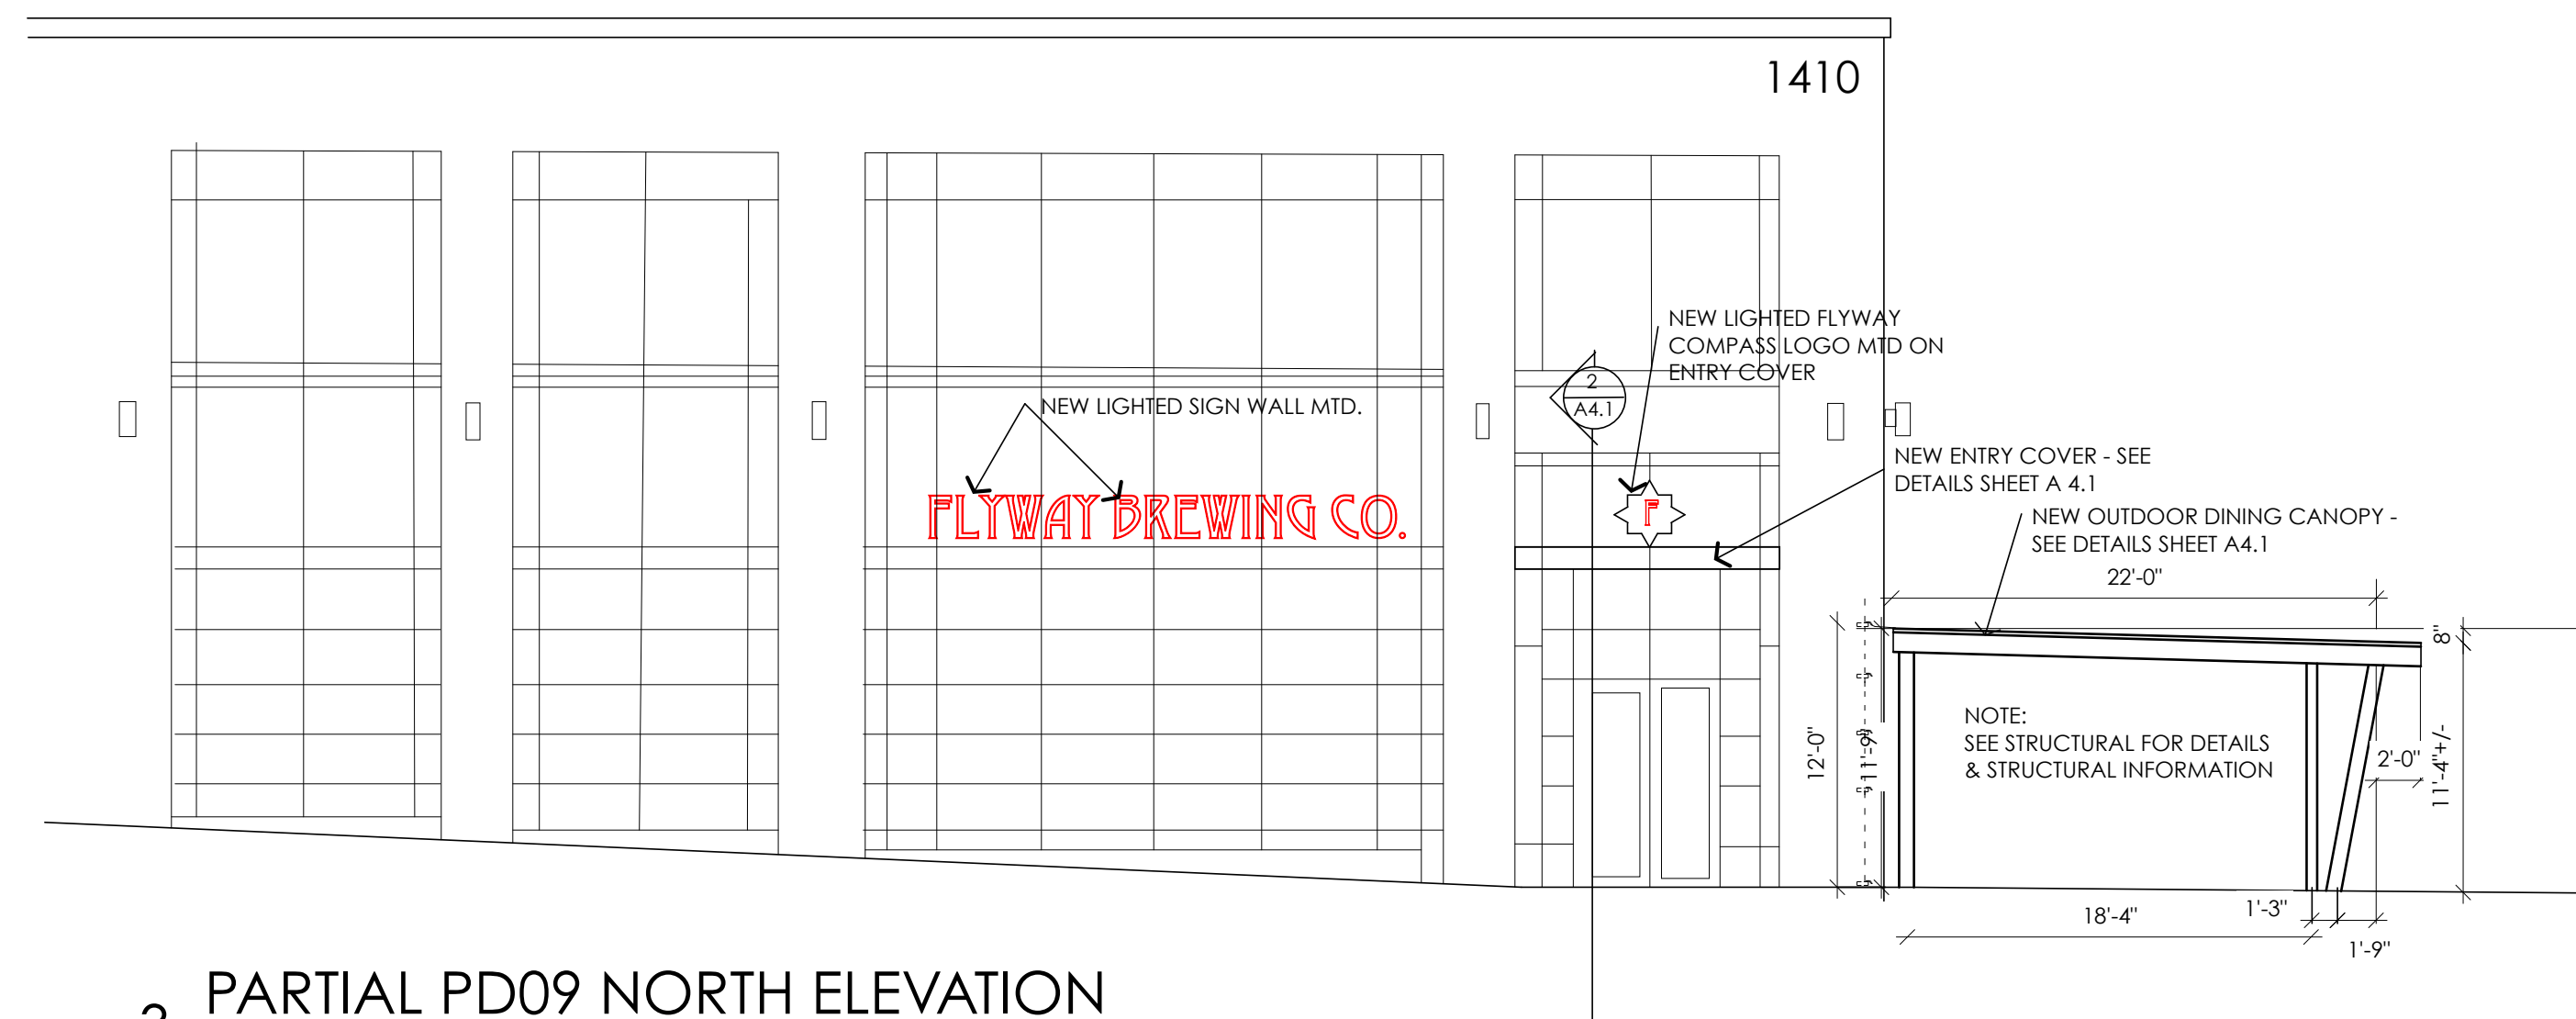 1410
NEW LIGHTED FLYWAY
COMPASS LOGO MTD ON
ENTRY COVER
2
A4.1
NEW LIGHTED SIGN WALL MTD.
NEW ENTRY COVER - SEE
DETAILS SHEET A 4.1
FLYWAY BREWING CO.
F
NEW OUTDOOR DINING CANOPY -
SEE DETAILS SHEET A4.1
22'-0"
8"
12'-0"
11'-9"
NOTE:
SEE STRUCTURAL FOR DETAILS
& STRUCTURAL INFORMATION
2'-0"
11'-4"+/-
18'-4"
1'-3"
1'-9"
PARTIAL PD09 NORTH ELEVATION